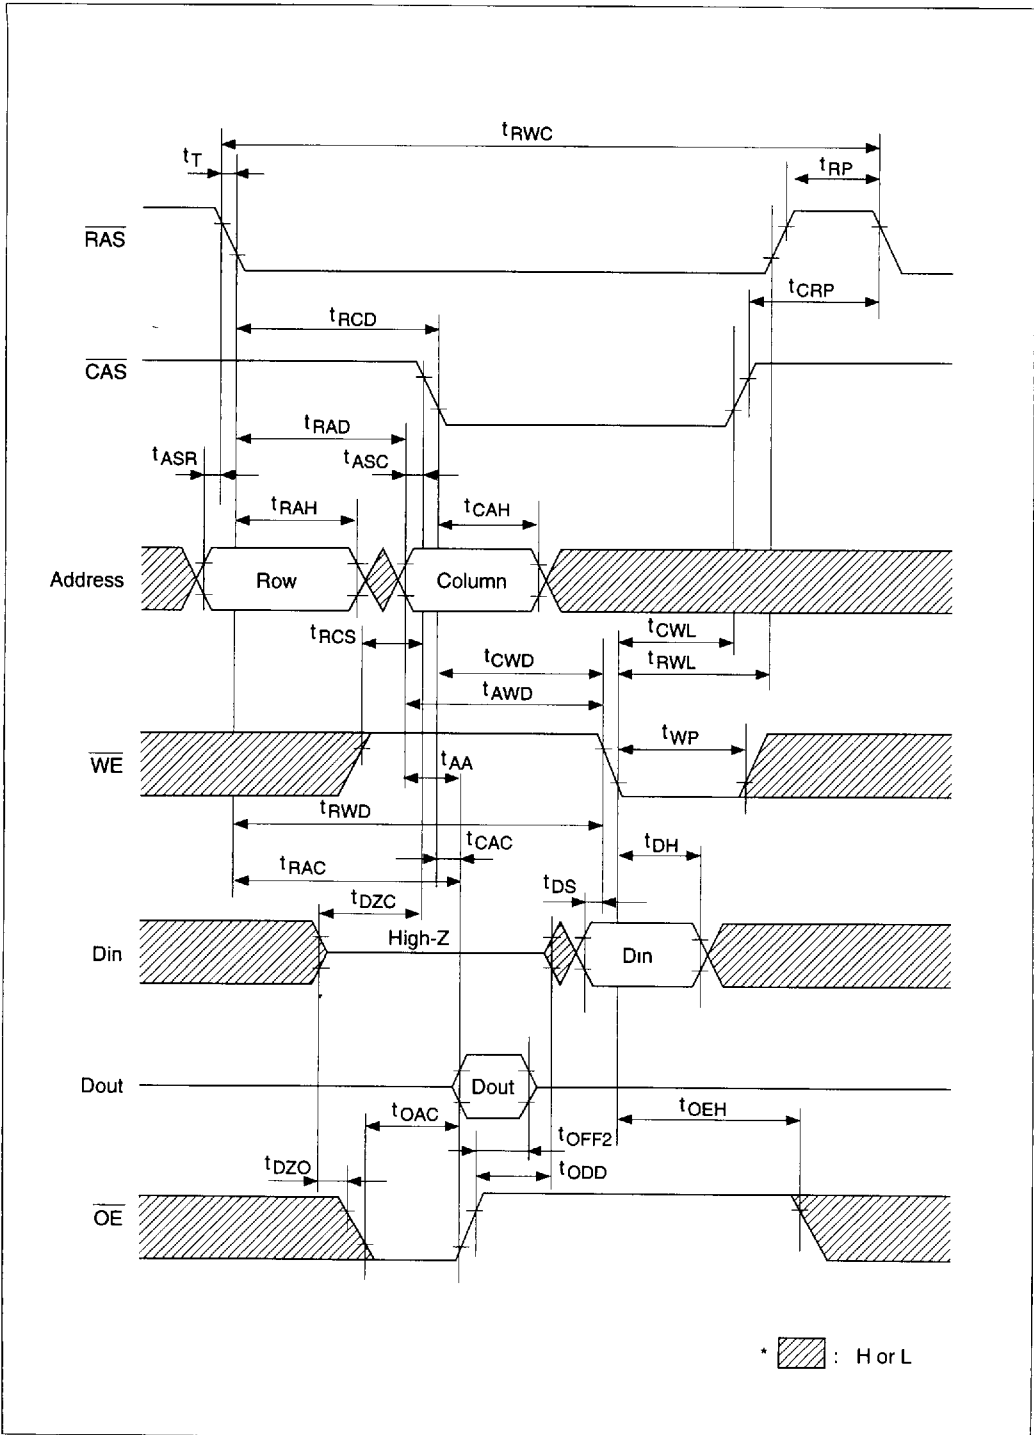 tRWC
tT
tRP
RAS
tCRP
tRCD
CAS
tRAD
tASR
tASC
tRAH
tCAH
Address
Row
Column
tRCS
tCWL
tCWD
tRWL
tAWD
tWP
WE
tAA
tRWD
tCAC
tDH
tRAC
tDS
tDZC
High-Z
Din
Din
Dout
Dout
tOAC
tOEH
tOFF2
tDZO
tODD
OE
* : H or L